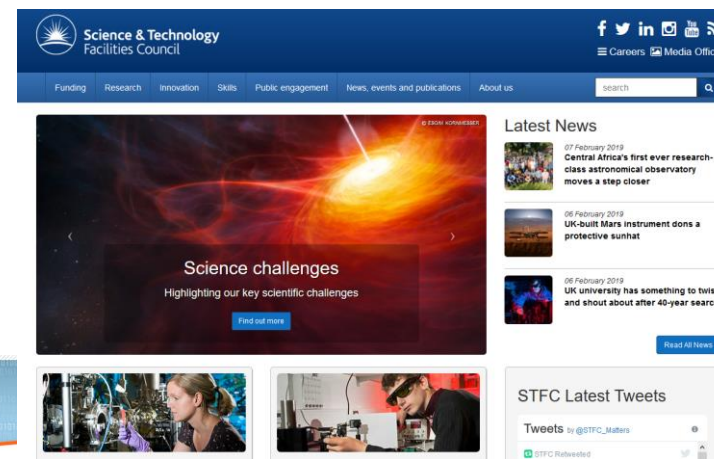 Science & Technology
Facilities Council
Careers Media Offic
Funding Research Innovation Skills Public engagement News, events and publications About us
search
© ESO/M. KORNMESSER
Science challenges
Highlighting our key scientific challenges
Find out more
Latest News
07 February 2019
Central Africa's first ever research-
class astronomical observatory
moves a step closer
06 February 2019
UK-built Mars instrument dons a
protective sunhat
06 February 2019
UK university has something to twis
and shout about after 40-year searc
Read All News
STFC Latest Tweets
Tweets by @STFC_Matters
STFC Retweeted